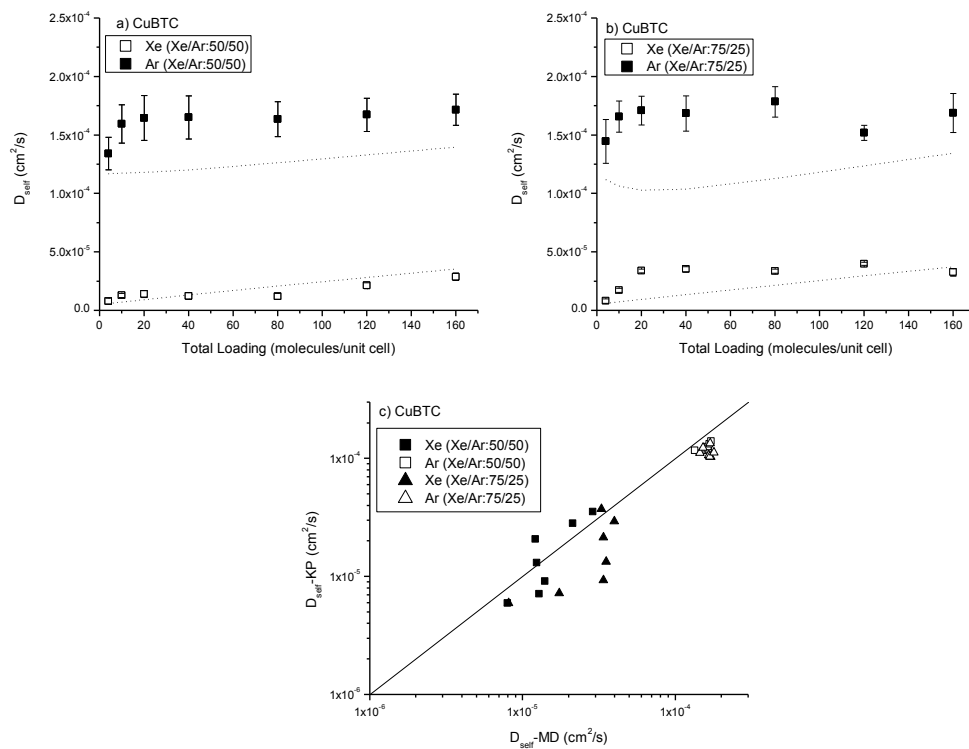 a) CuBTC
Xe (Xe/Ar:50/50)
Ar (Xe/Ar:50/50)
2.5x10⁻⁴
2.0x10⁻⁴
1.5x10⁻⁴
1.0x10⁻⁴
5.0x10⁻⁵
0.0
D_self (cm²/s)
0 20 40 60 80 100 120 140 160
Total Loading (molecules/unit cell)
b) CuBTC
Xe (Xe/Ar:75/25)
Ar (Xe/Ar:75/25)
2.5x10⁻⁴
2.0x10⁻⁴
1.5x10⁻⁴
1.0x10⁻⁴
5.0x10⁻⁵
0.0
D_self (cm²/s)
0 20 40 60 80 100 120 140 160
Total Loading (molecules/unit cell)
c) CuBTC
Xe (Xe/Ar:50/50)
Ar (Xe/Ar:50/50)
Xe (Xe/Ar:75/25)
Ar (Xe/Ar:75/25)
1x10⁻⁴
1x10⁻⁵
1x10⁻⁶
D_self-KP (cm²/s)
1x10⁻⁶ 1x10⁻⁵ 1x10⁻⁴
D_self-MD (cm²/s)